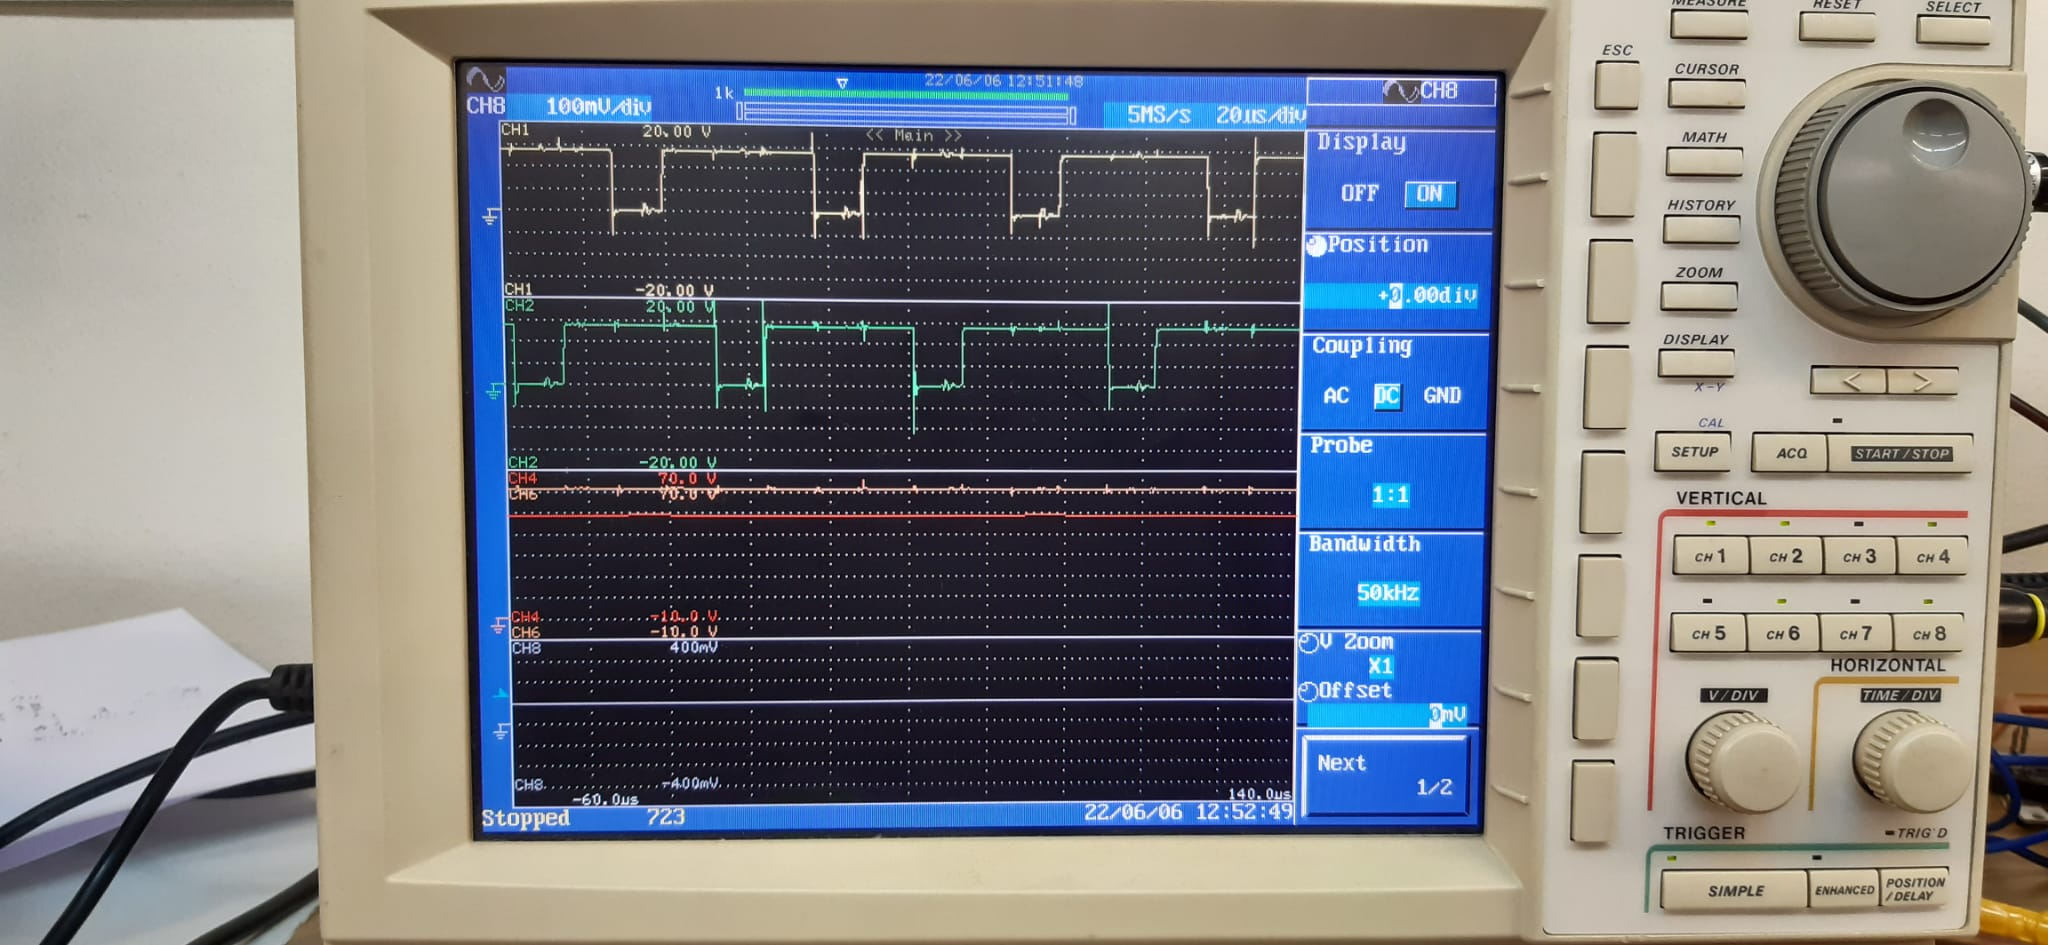 22/06/06 12:51:48
CH8 100mV/div
1k
5MS/s 20us/div
CH1 20.00 V << Main >>
CH1 -20.00 V
CH2 20.00 V
CH2 -20.00 V
CH4 70.0 V
CH6 70.0 V
CH4 -10.0 V
CH6 -10.0 V
CH8 400mV
CH8 -400mV
-60.0us 140.0us
Stopped 723 22/06/06 12:52:49
CH8
Display
OFF ON
Position
+0.00div
Coupling
AC DC GND
Probe
1:1
Bandwidth
50kHz
V Zoom
X1
Offset
0mV
Next
1/2
MEASURE RESET SELECT
ESC
CURSOR
MATH
HISTORY
ZOOM
DISPLAY
X-Y
< >
CAL
SETUP ACQ START / STOP
VERTICAL
CH 1 CH 2 CH 3 CH 4
CH 5 CH 6 CH 7 CH 8
HORIZONTAL
V / DIV TIME / DIV
TRIGGER TRIG'D
SIMPLE ENHANCED POSITION
/ DELAY